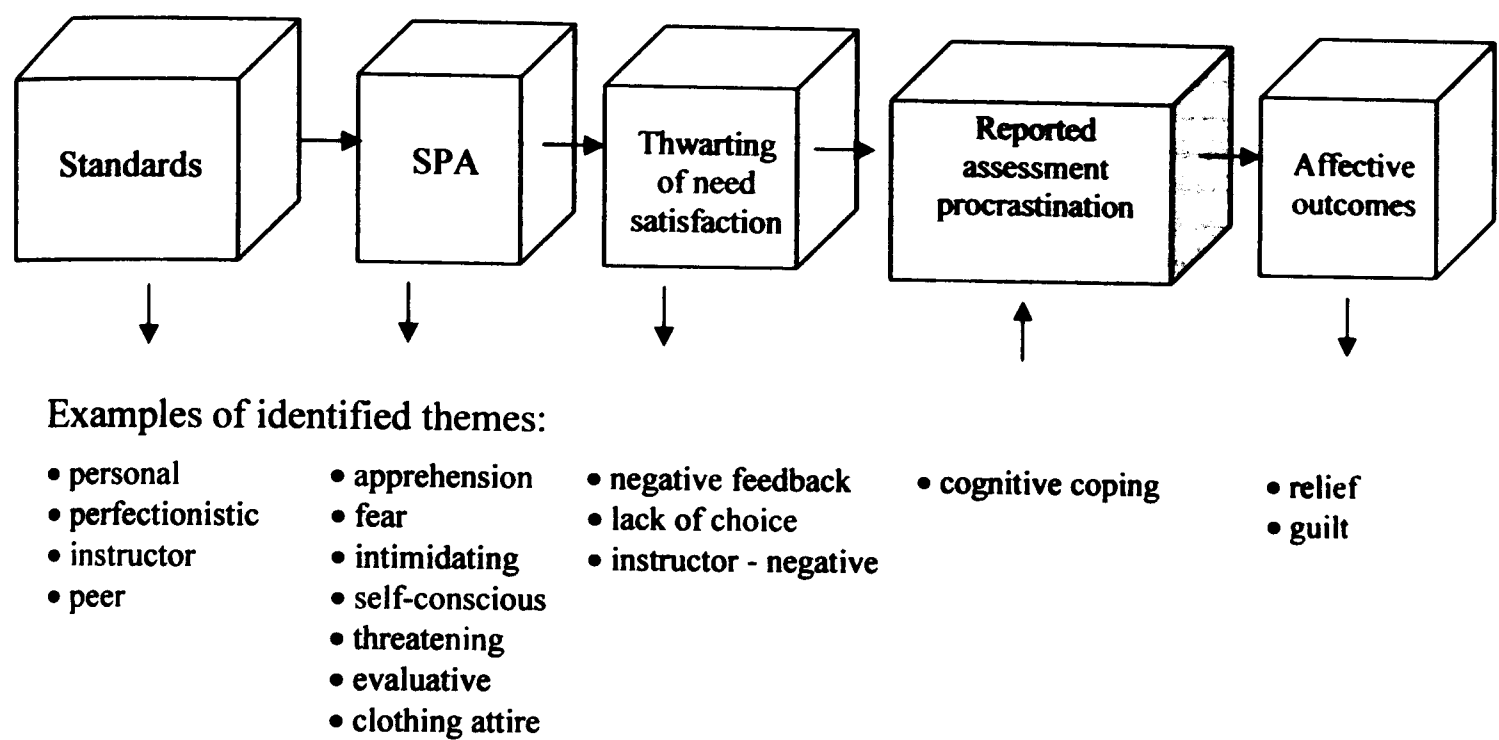 Standards
SPA
Thwarting
of need
satisfaction
Reported
assessment
procrastination
Affective
outcomes
Examples of identified themes:
• personal
• perfectionistic
• instructor
• peer
• apprehension
• fear
• intimidating
• self-conscious
• threatening
• evaluative
• clothing attire
• negative feedback
• lack of choice
• instructor - negative
• cognitive coping
• relief
• guilt